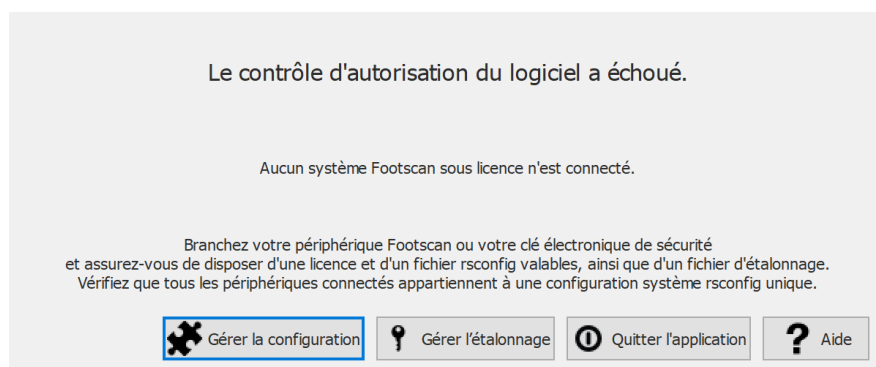 Le contrôle d'autorisation du logiciel a échoué.
Aucun système Footscan sous licence n'est connecté.
Branchez votre périphérique Footscan ou votre clé électronique de sécurité
et assurez-vous de disposer d'une licence et d'un fichier rsconfig valables, ainsi que d'un fichier d'étalonnage.
Vérifiez que tous les périphériques connectés appartiennent à une configuration système rsconfig unique.
Gérer la configuration Gérer l’étalonnage Quitter l'application Aide